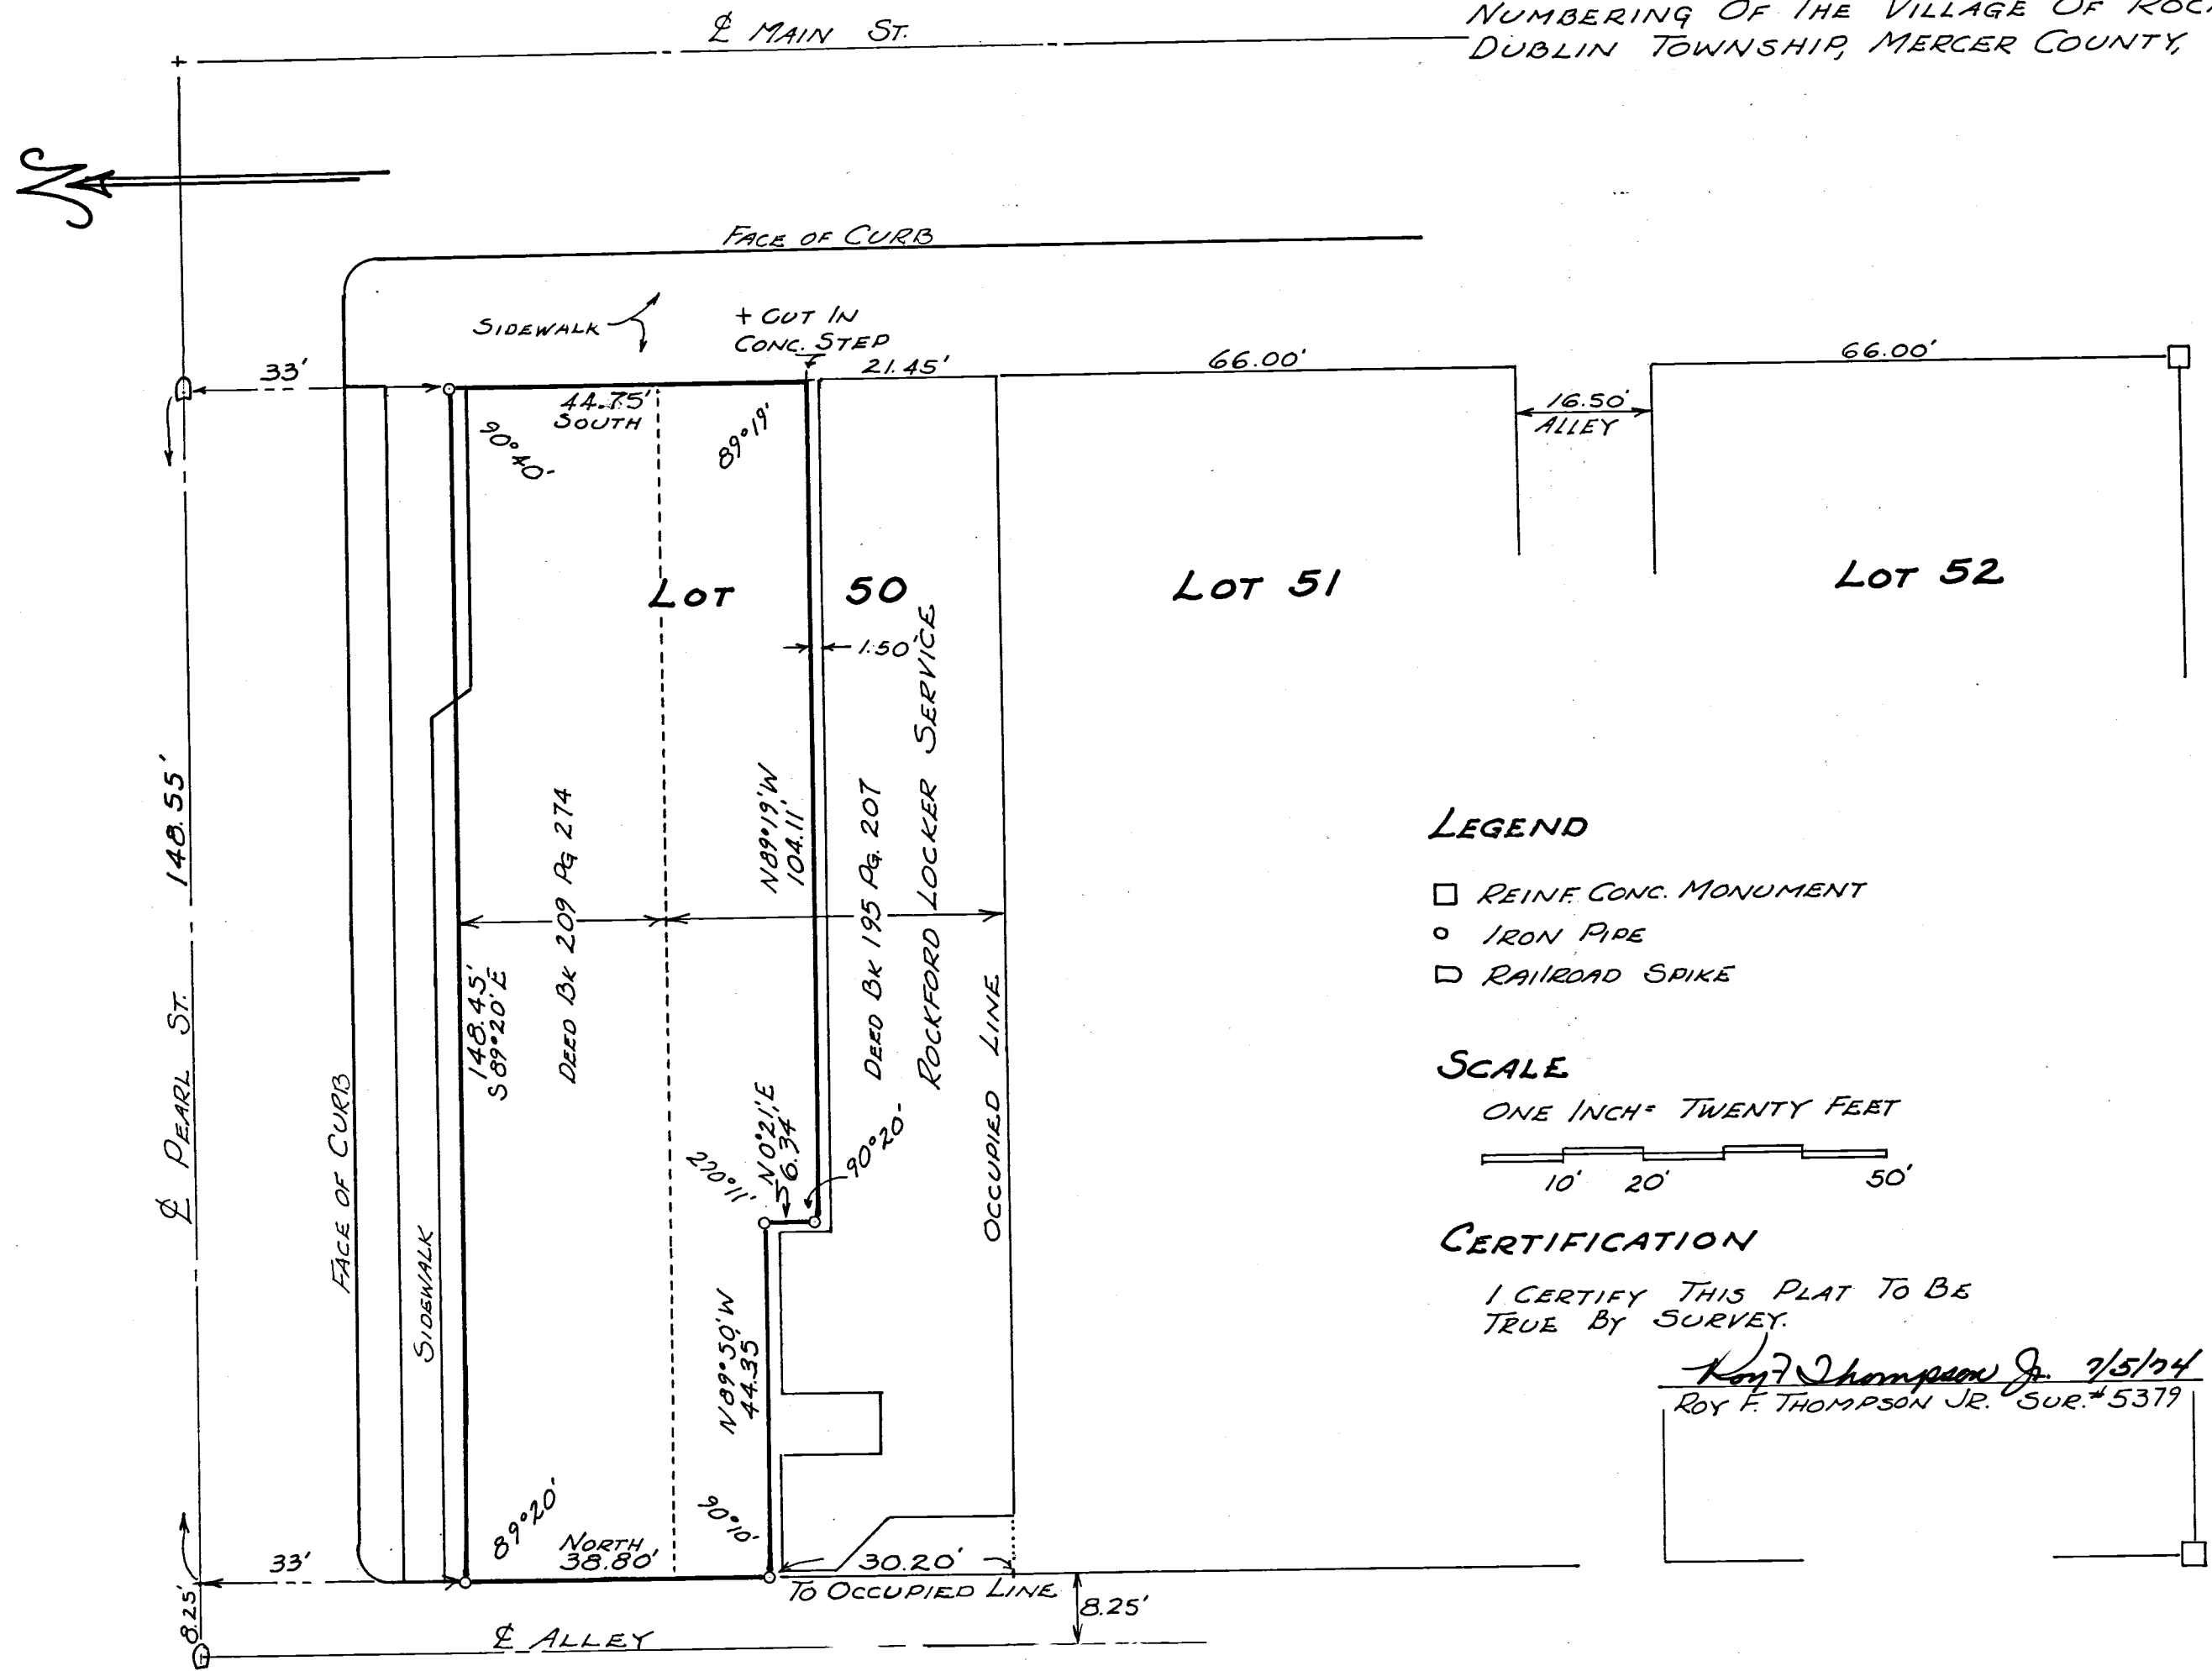 NUMBERING OF THE VILLAGE OF
DUBLIN TOWNSHIP, MERCER COUNTY,
℄ MAIN ST.
N
FACE OF CURB
SIDEWALK
+ CUT IN
CONC. STEP
33'
44.75'
SOUTH
21.45'
66.00'
16.50'
ALLEY
66.00'
90°40'
89°19'
LOT 50
LOT 51
LOT 52
1.50'
℄ PEARL ST. 148.55'
FACE OF CURB
SIDEWALK
148.45'
S89°20'E
DEED BK 209 PG 274
N89°19'W
104.11'
DEED BK 195 PG. 207
ROCKFORD LOCKER SERVICE
OCCUPIED LINE
N0°21'E
6.34'
90°20'
N89°50'W
44.35
89°20'
90°10'
NORTH
38.80'
33'
30.20'
TO OCCUPIED LINE
8.25'
8.25'
℄ ALLEY
LEGEND
REINF. CONC. MONUMENT
IRON PIPE
RAILROAD SPIKE
SCALE
ONE INCH = TWENTY FEET
10' 20' 50'
CERTIFICATION
I CERTIFY THIS PLAT TO BE
TRUE BY SURVEY.
Roy F Thompson Jr. 7/5/74
ROY F. THOMPSON JR. SUR. #5379